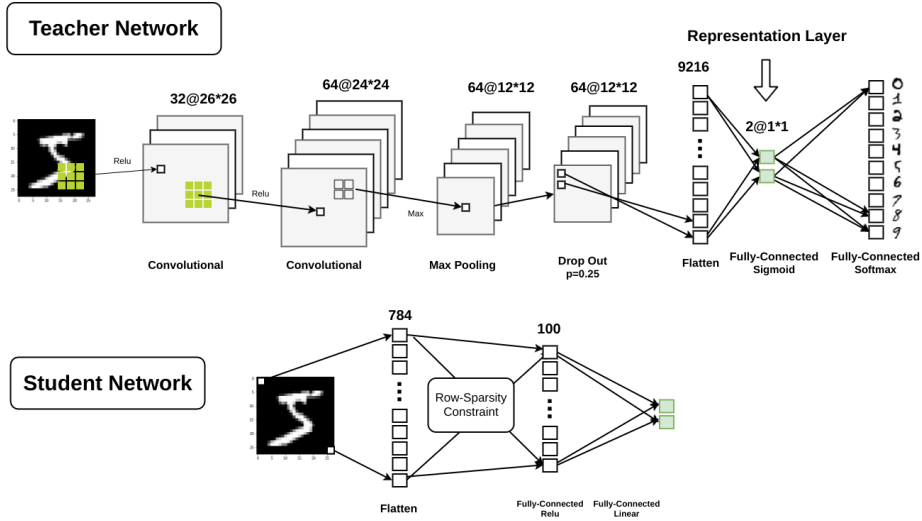 Teacher Network
Representation Layer
32@26*26
64@24*24
64@12*12
64@12*12
9216
2@1*1
Relu
Relu
Max
0
1
2
3
4
5
6
7
8
9
Convolutional
Convolutional
Max Pooling
Drop Out
p=0.25
Flatten
Fully-Connected
Sigmoid
Fully-Connected
Softmax
Student Network
784
100
Row-Sparsity
Constraint
Flatten
Fully-Connected
Relu
Fully-Connected
Linear